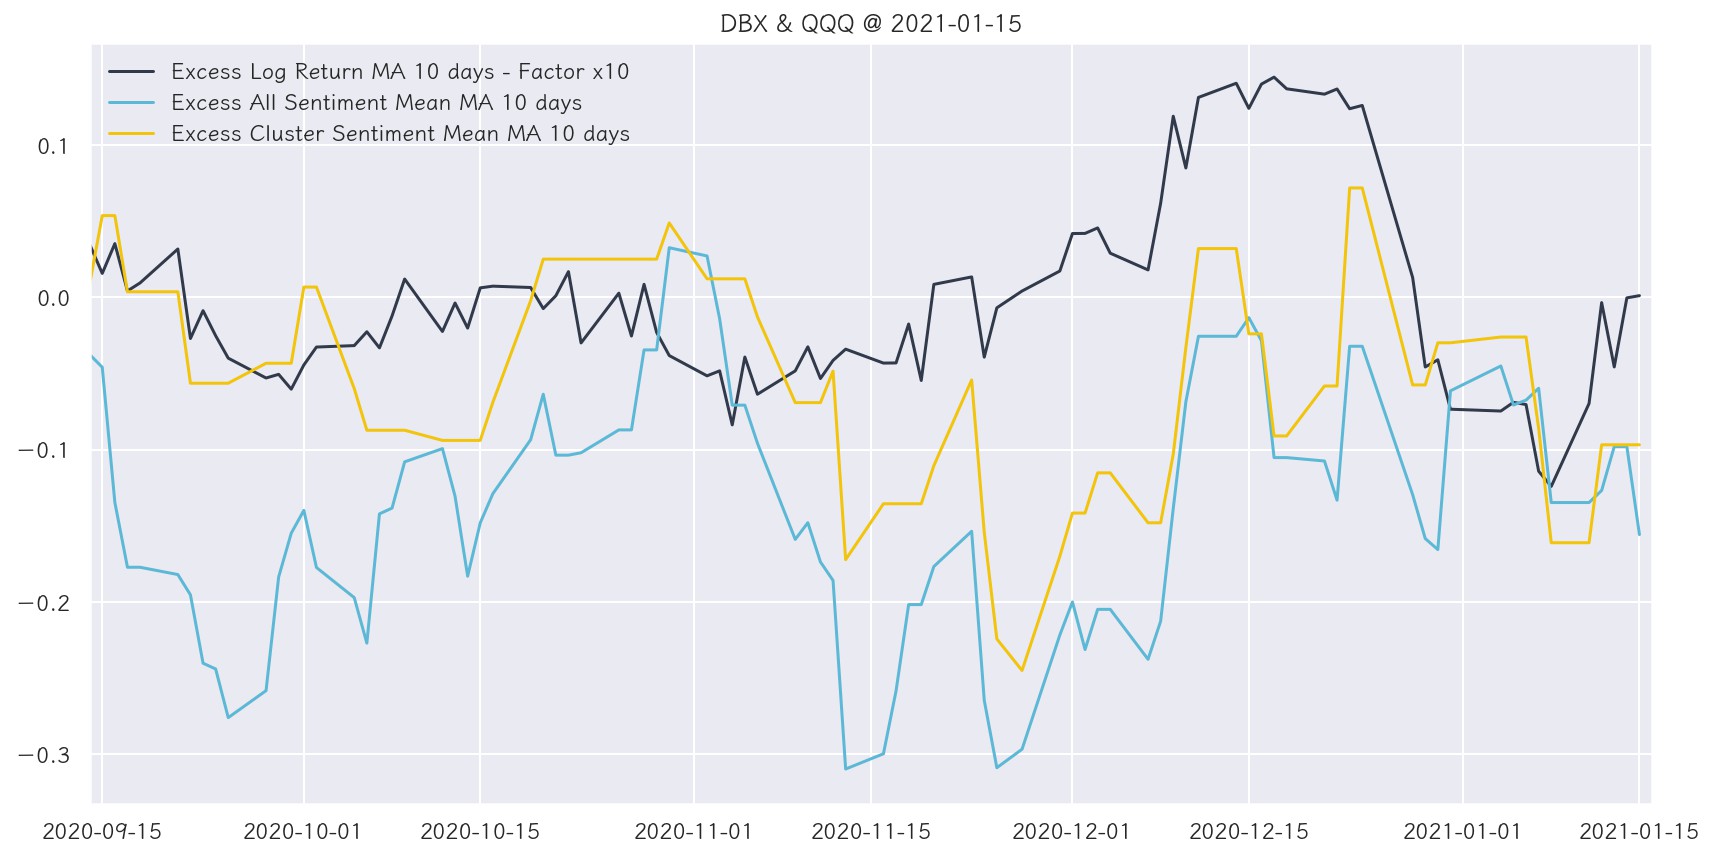 DBX & QQQ @ 2021-01-15
Excess Log Return MA 10 days - Factor x10
Excess All Sentiment Mean MA 10 days
Excess Cluster Sentiment Mean MA 10 days
0.1
0.0
−0.1
−0.2
−0.3
2020-09-15 2020-10-01 2020-10-15 2020-11-01 2020-11-15 2020-12-01 2020-12-15 2021-01-01 2021-01-15